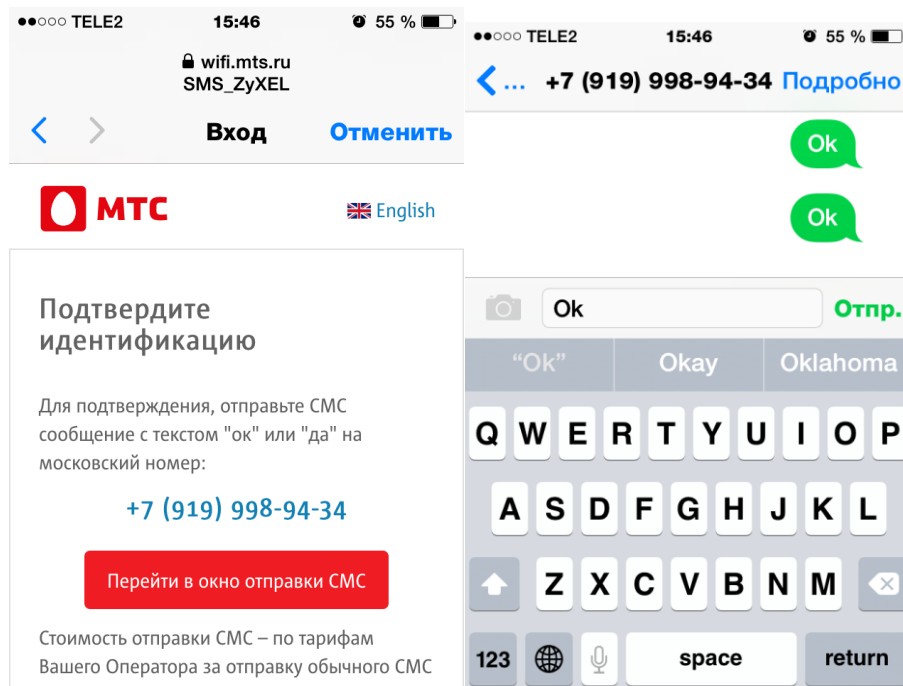 TELE2 15:46 55 %
wifi.mts.ru
SMS_ZyXEL
Вход Отменить
МТС English
Подтвердите
идентификацию
Для подтверждения, отправьте СМС
сообщение с текстом "ок" или "да" на
московский номер:
+7 (919) 998-94-34
Перейти в окно отправки СМС
Стоимость отправки СМС – по тарифам
Вашего Оператора за отправку обычного СМС
TELE2 15:46 55 %
... +7 (919) 998-94-34 Подробно
Ok
Ok
Ok Отпр.
“Ok” Okay Oklahoma
Q W E R T Y U I O P
A S D F G H J K L
Z X C V B N M
123 space return